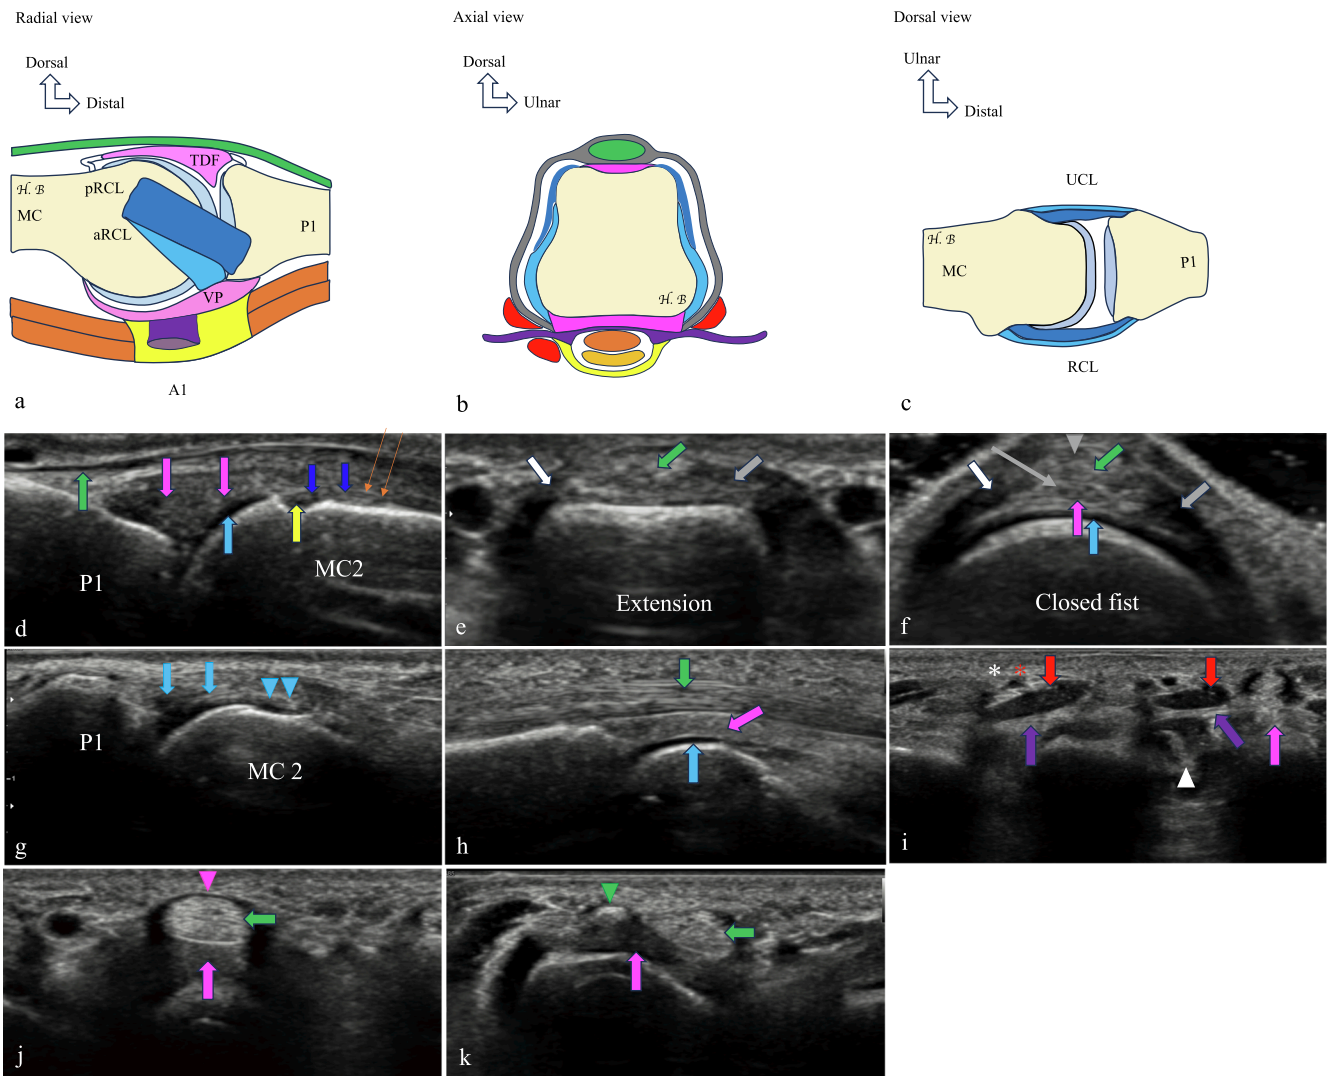 Radial view
Axial view
Dorsal view
Dorsal
Distal
Dorsal
Ulnar
Ulnar
Distal
TDF
pRCL
H. B
MC
aRCL
P1
VP
A1
H. B
UCL
H. B
MC
P1
RCL
a
b
c
P1
MC2
d
Extension
e
Closed fist
f
P1
MC 2
g
h
* *
i
j
k